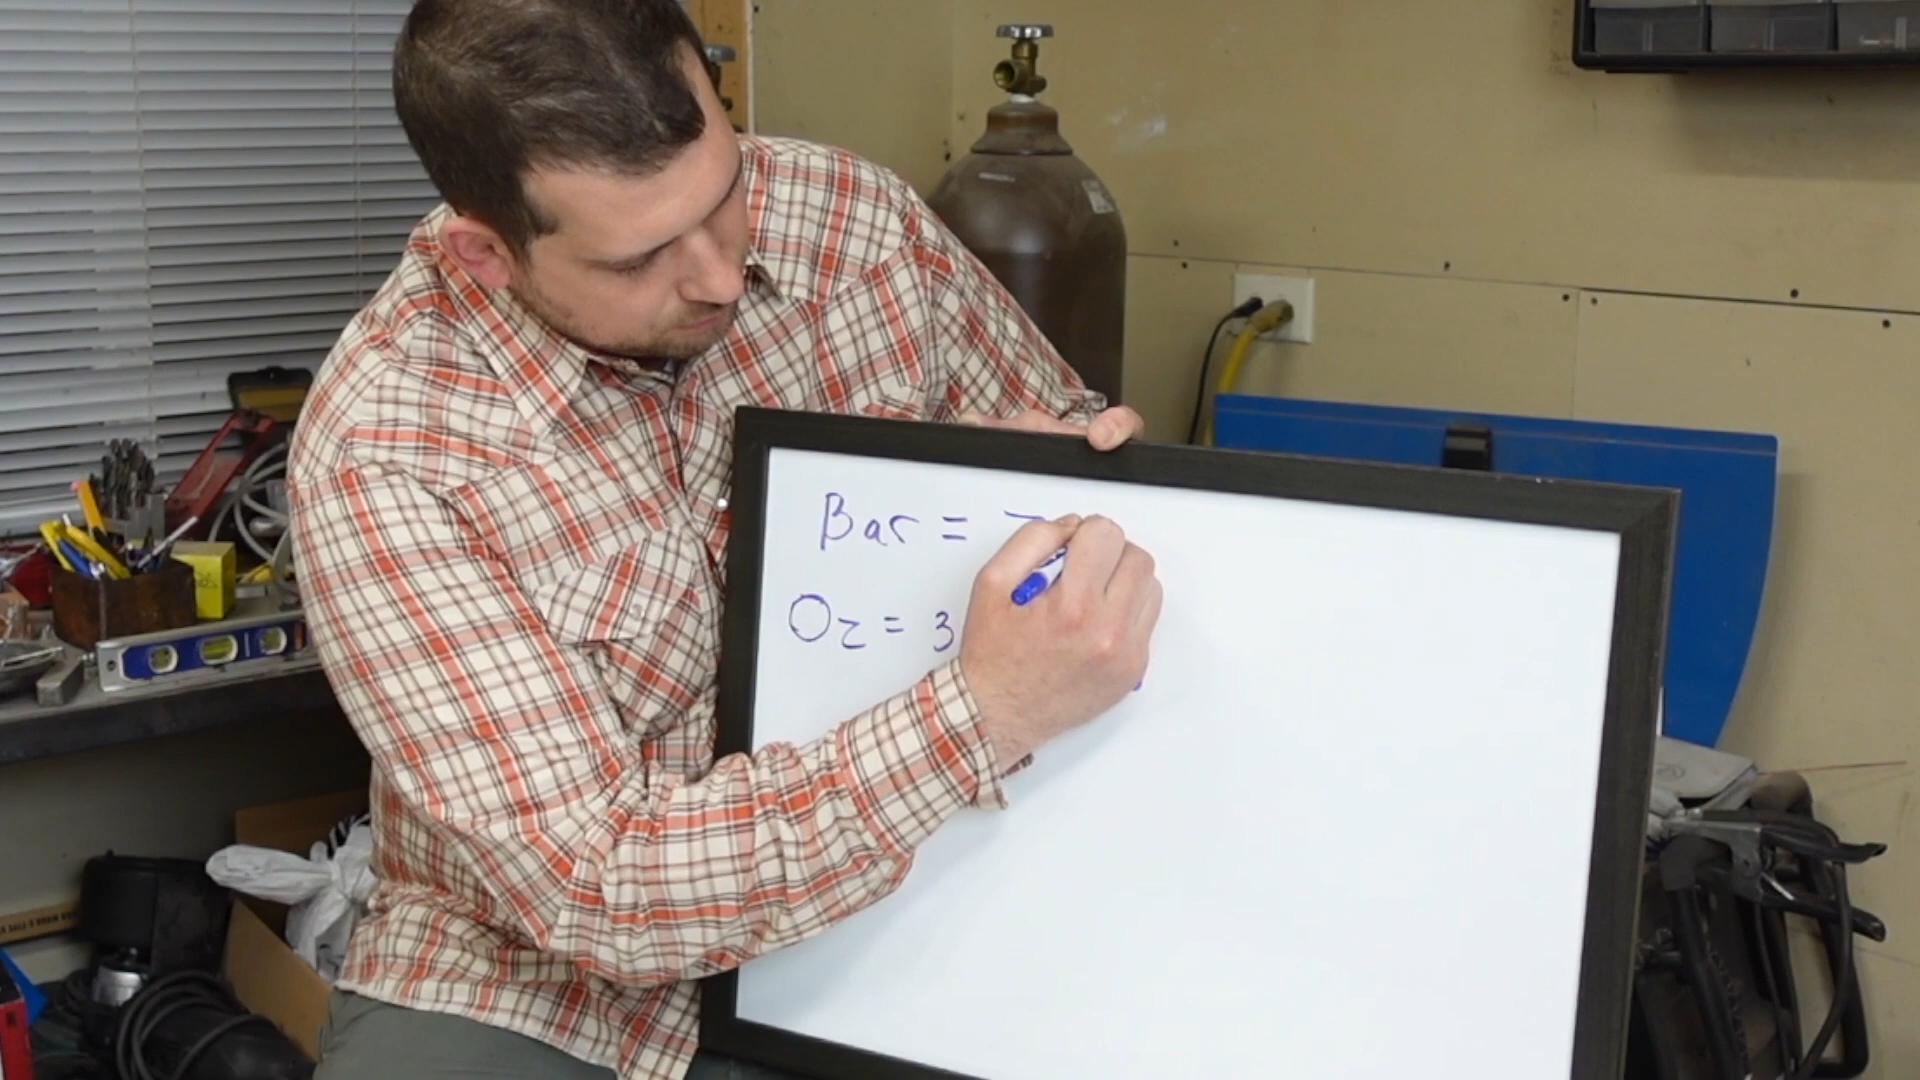 Bar =
Oz = 3